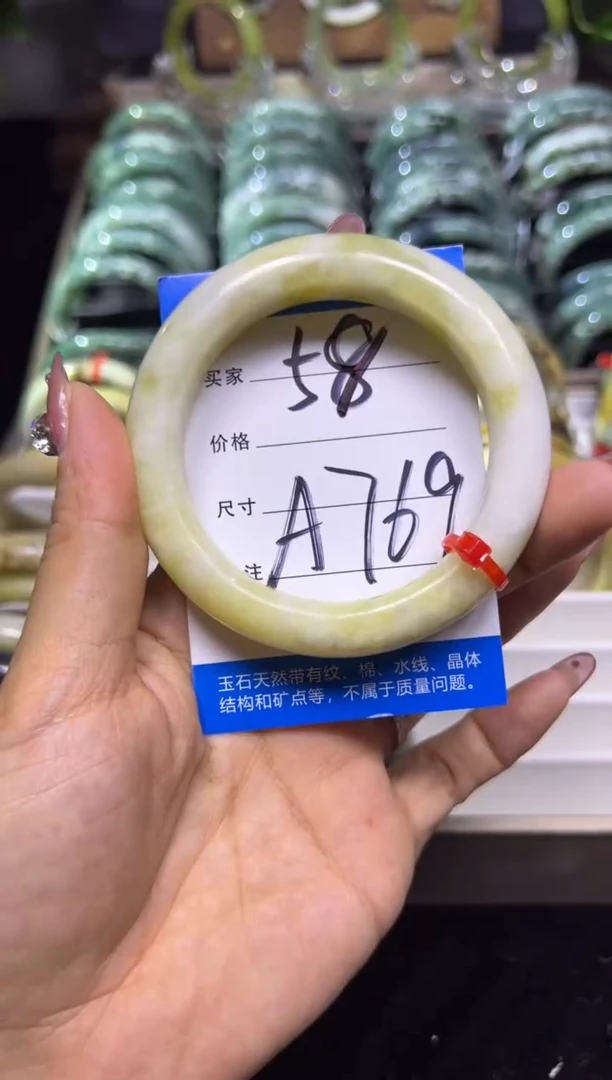 买家 58
价格
尺寸 A769
注
玉石天然带有纹、棉、水线、晶体
结构和矿点等，不属于质量问题。